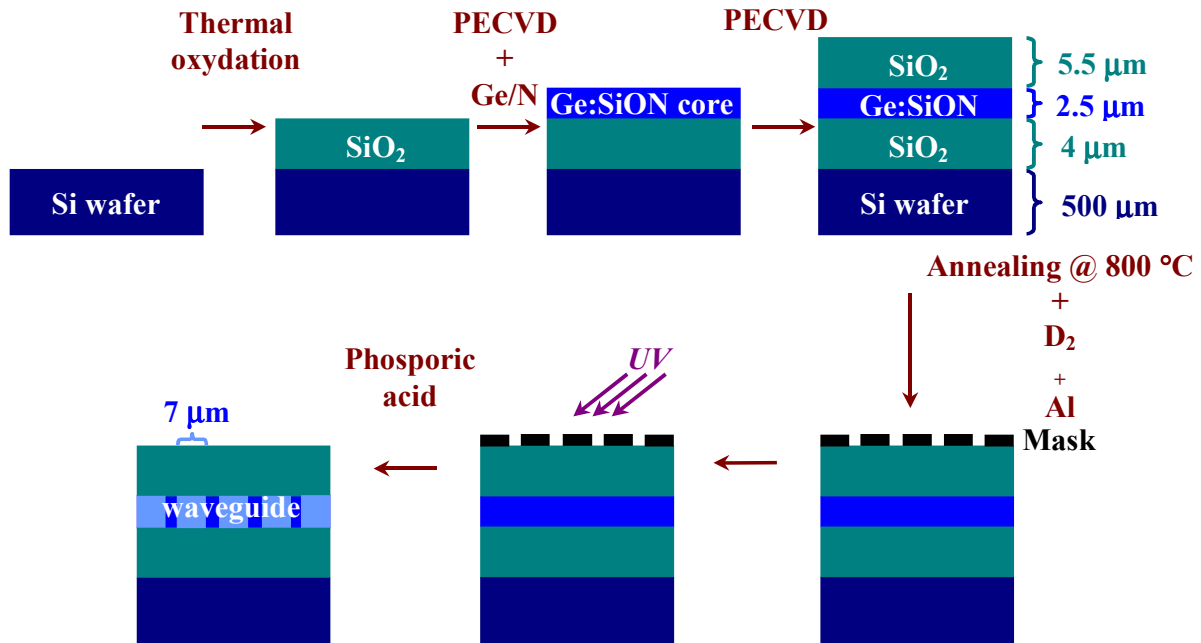 Thermal
oxydation
PECVD
+
Ge/N
PECVD
Si wafer
SiO₂
Ge:SiON core
SiO₂
Ge:SiON
SiO₂
Si wafer
5.5 μm
2.5 μm
4 μm
500 μm
Annealing @ 800 °C
+
D₂
+
Al
Mask
UV
Phosporic
acid
7 μm
waveguide